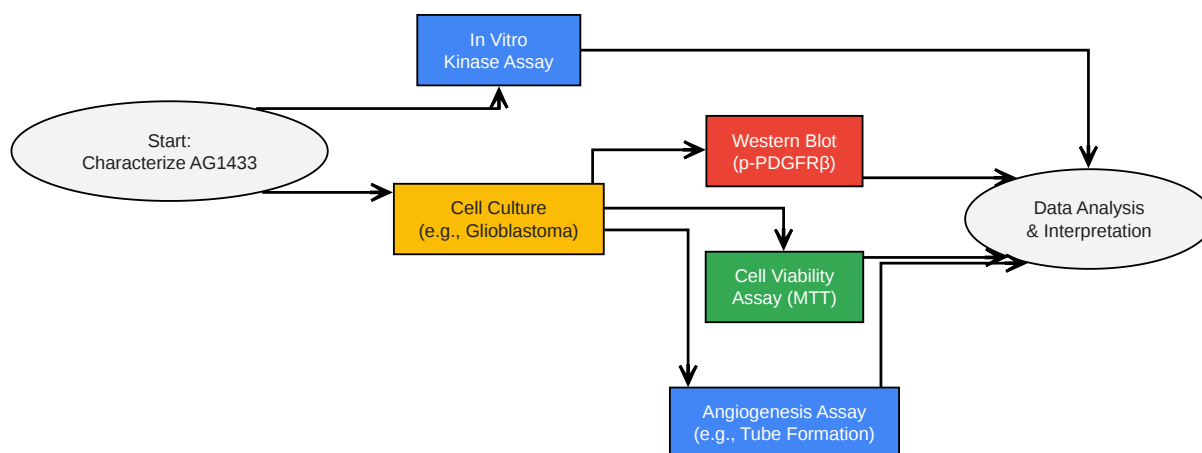 In Vitro
Kinase Assay
Start:
Characterize AG1433
Western Blot
(p-PDGFRβ)
Cell Culture
(e.g., Glioblastoma)
Data Analysis
& Interpretation
Cell Viability
Assay (MTT)
Angiogenesis Assay
(e.g., Tube Formation)